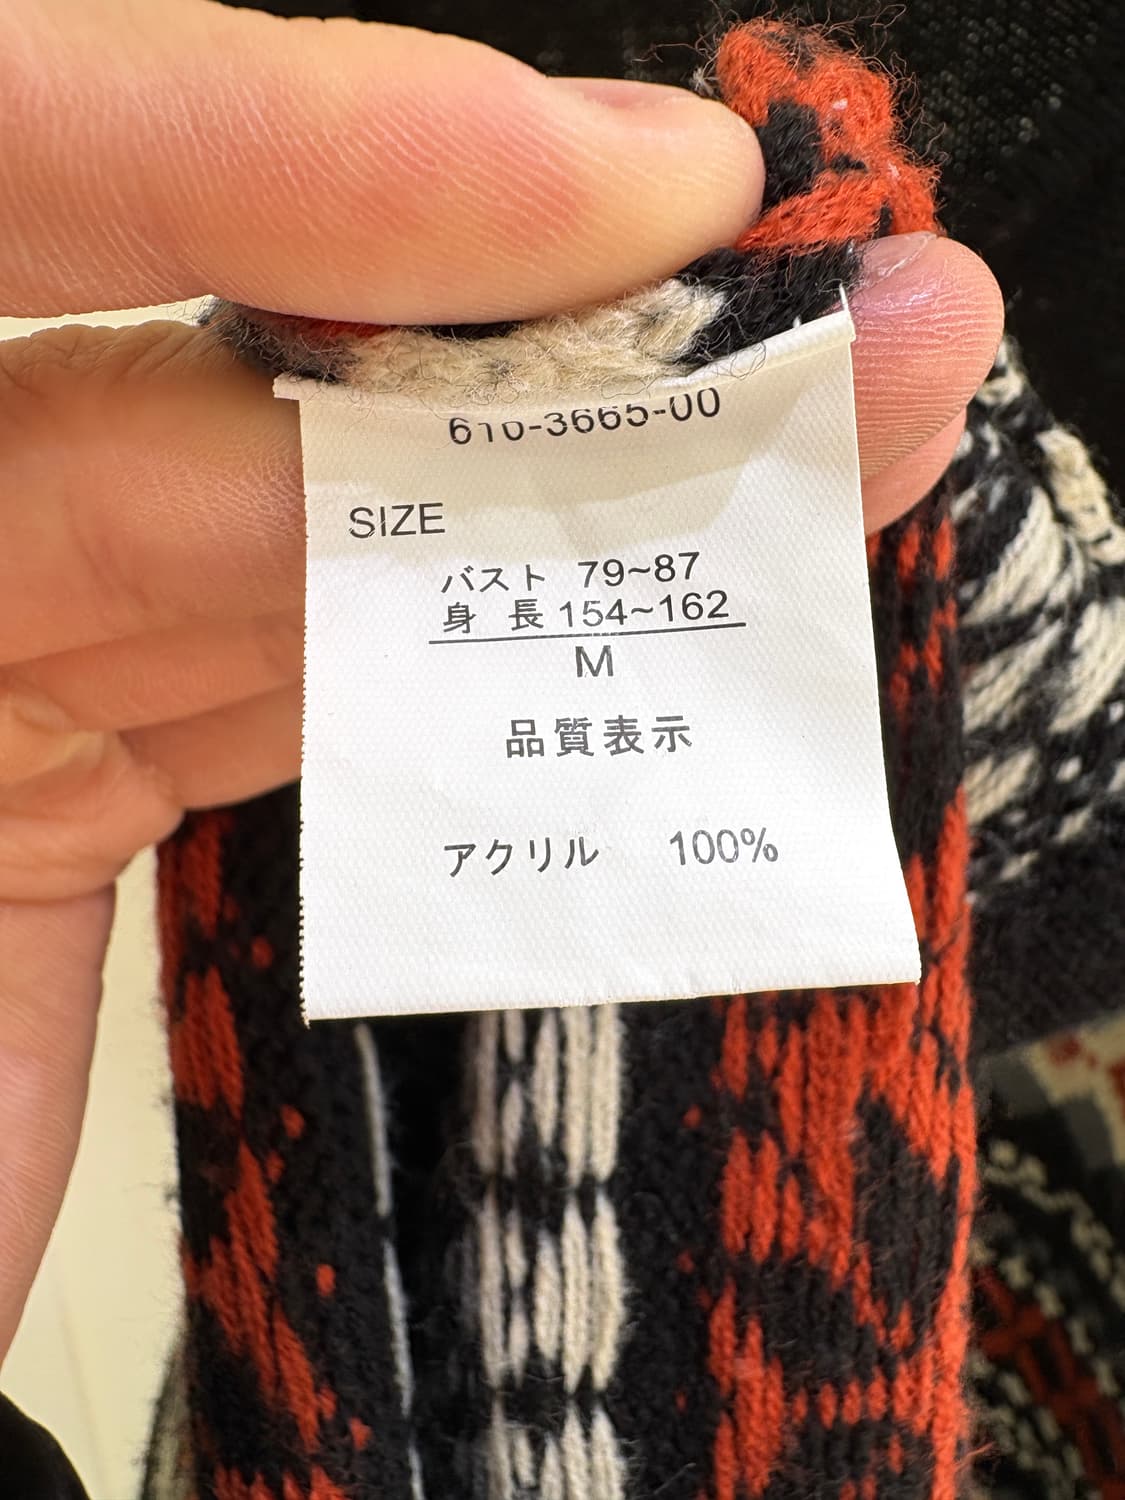 610-3665-00
SIZE
バスト 79~87
身 長 154~162
M
品質表示
アクリル 100%